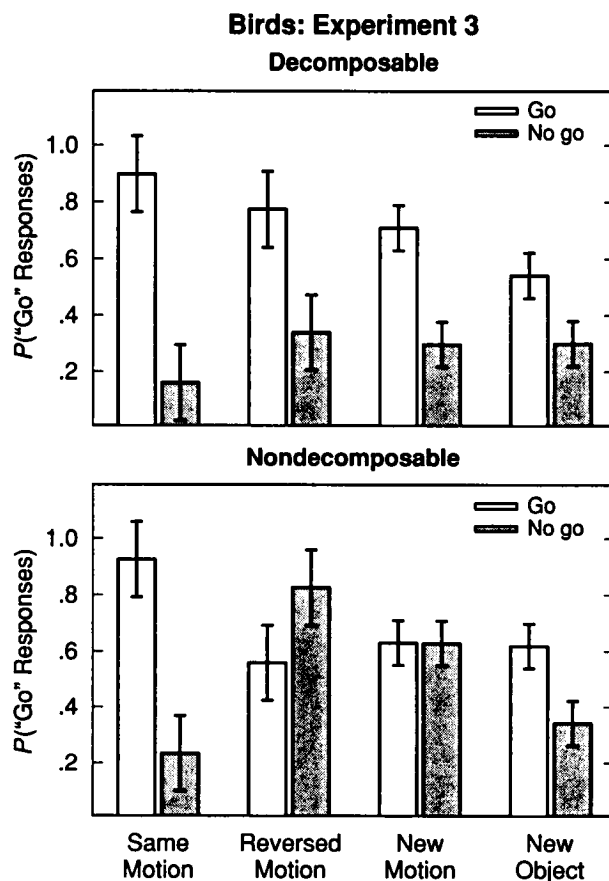 Birds: Experiment 3
Decomposable
Go
No go
P("Go" Responses)
1.0
.8
.6
.4
.2
Nondecomposable
Go
No go
P("Go" Responses)
1.0
.8
.6
.4
.2
Same Motion
Reversed Motion
New Motion
New Object